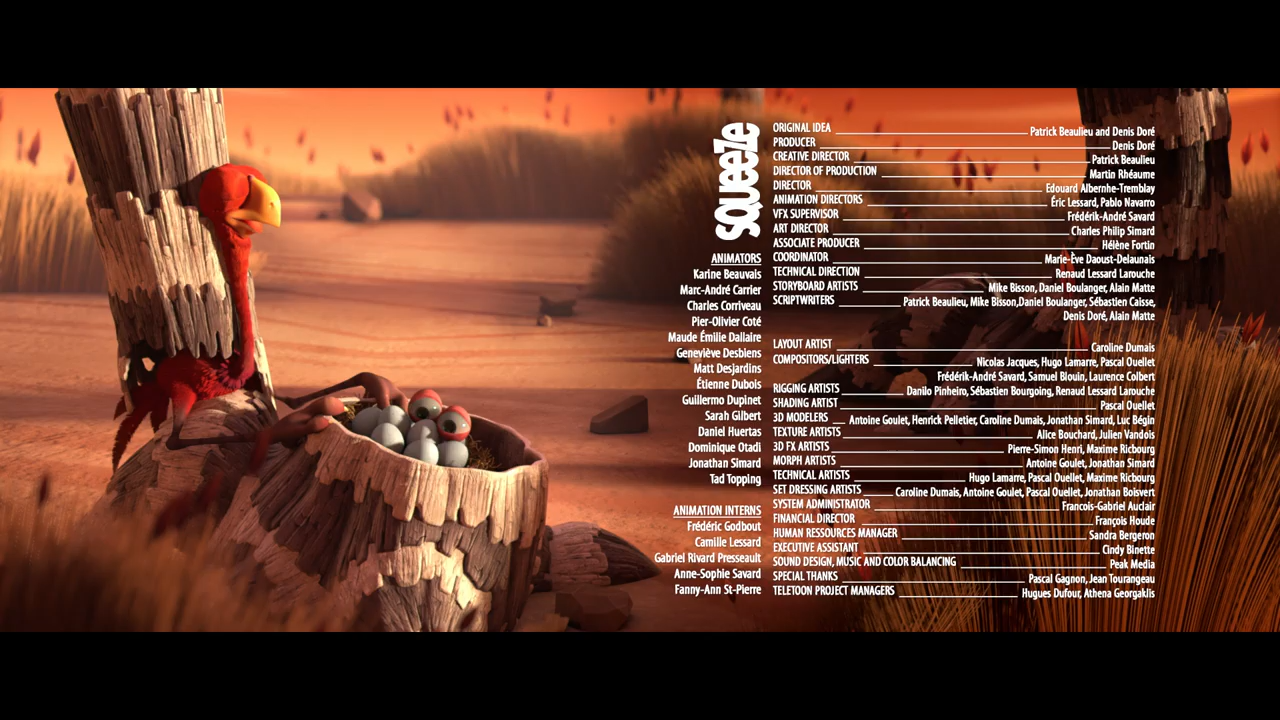 squeeze
ANIMATORS
Karine Beauvais
Marc-André Carrier
Charles Corriveau
Pier-Olivier Coté
Maude Émilie Dallaire
Geneviève Desbiens
Matt Desjardins
Étienne Dubois
Guillermo Dupinet
Sarah Gilbert
Daniel Huertas
Dominique Otadi
Jonathan Simard
Tad Topping
ANIMATION INTERNS
Frédéric Godbout
Camille Lessard
Gabriel Rivard Presseault
Anne-Sophie Savard
Fanny-Ann St-Pierre
ORIGINAL IDEA Patrick Beaulieu and Denis Doré
PRODUCER Denis Doré
CREATIVE DIRECTOR Patrick Beaulieu
DIRECTOR OF PRODUCTION Martin Rhéaume
DIRECTOR Edouard Albernhe-Tremblay
ANIMATION DIRECTORS Éric Lessard, Pablo Navarro
VFX SUPERVISOR Frédérik-André Savard
ART DIRECTOR Charles Philip Simard
ASSOCIATE PRODUCER Hélène Fortin
COORDINATOR Marie-Ève Daoust-Delaunais
TECHNICAL DIRECTION Renaud Lessard Larouche
STORYBOARD ARTISTS Mike Bisson, Daniel Boulanger, Alain Matte
SCRIPTWRITERS Patrick Beaulieu, Mike Bisson,Daniel Boulanger, Sébastien Caisse,
Denis Doré, Alain Matte
LAYOUT ARTIST Caroline Dumais
COMPOSITORS/LIGHTERS Nicolas Jacques, Hugo Lamarre, Pascal Ouellet
Frédérik-André Savard, Samuel Blouin, Laurence Colbert
RIGGING ARTISTS Danilo Pinheiro, Sébastien Bourgoing, Renaud Lessard Larouche
SHADING ARTIST Pascal Ouellet
3D MODELERS Antoine Goulet, Henrick Pelletier, Caroline Dumais, Jonathan Simard, Luc Bégin
TEXTURE ARTISTS Alice Bouchard, Julien Vandois
3D FX ARTISTS Pierre-Simon Henri, Maxime Ricbourg
MORPH ARTISTS Antoine Goulet, Jonathan Simard
TECHNICAL ARTISTS Hugo Lamarre, Pascal Ouellet, Maxime Ricbourg
SET DRESSING ARTISTS Caroline Dumais, Antoine Goulet, Pascal Ouellet, Jonathan Boisvert
SYSTEM ADMINISTRATOR Francois-Gabriel Auclair
FINANCIAL DIRECTOR François Houde
HUMAN RESSOURCES MANAGER Sandra Bergeron
EXECUTIVE ASSISTANT Cindy Binette
SOUND DESIGN, MUSIC AND COLOR BALANCING Peak Media
SPECIAL THANKS Pascal Gagnon, Jean Tourangeau
TELETOON PROJECT MANAGERS Hugues Dufour, Athena Georgaklis